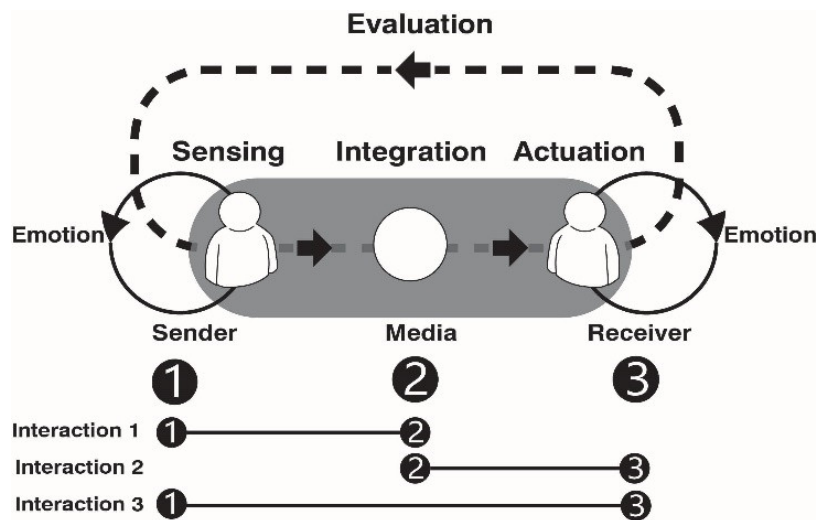 Evaluation
Sensing Integration Actuation
Emotion Emotion
Sender Media Receiver
1 2 3
Interaction 1 1 2
Interaction 2 2 3
Interaction 3 1 3